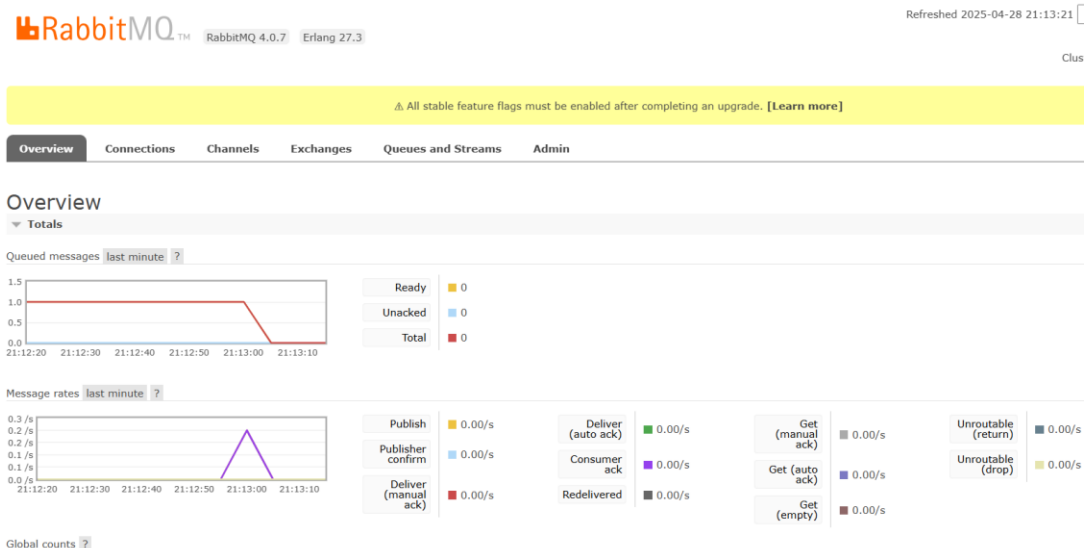 Refreshed 2025-04-28 21:13:21
RabbitMQ TM RabbitMQ 4.0.7 Erlang 27.3
Clus
⚠ All stable feature flags must be enabled after completing an upgrade. [Learn more]
Overview Connections Channels Exchanges Queues and Streams Admin
Overview
Totals
Queued messages last minute ?
1.5
1.0
0.5
0.0
21:12:20 21:12:30 21:12:40 21:12:50 21:13:00 21:13:10
Ready 0
Unacked 0
Total 0
Message rates last minute ?
0.3 /s
0.2 /s
0.2 /s
0.1 /s
0.1 /s
0.0 /s
21:12:20 21:12:30 21:12:40 21:12:50 21:13:00 21:13:10
Publish 0.00/s
Publisher
confirm 0.00/s
Deliver
(manual
ack) 0.00/s
Deliver
(auto ack) 0.00/s
Consumer
ack 0.00/s
Redelivered 0.00/s
Get
(manual
ack) 0.00/s
Get (auto
ack) 0.00/s
Get
(empty) 0.00/s
Unroutable
(return) 0.00/s
Unroutable
(drop) 0.00/s
Global counts ?